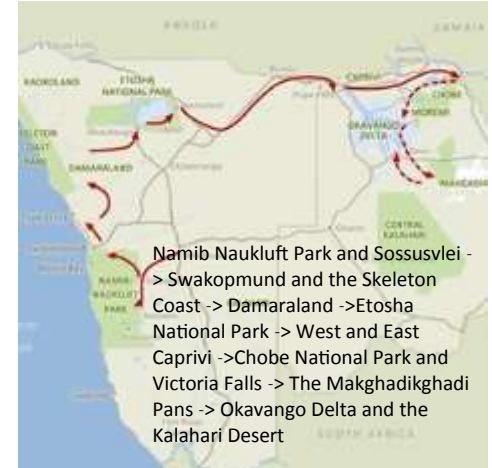 ANGOLA
ZAMBIA
KAOKOLAND
ETOSHA
NATIONAL PARK
CAPRIVI
CHOBE
MOREMI
OKAVANGO
DELTA
SKELETON
COAST
PARK
DAMARALAND
CENTRAL
KALAHARI
NAMIB-
NAUKLUFT
PARK
Namib Naukluft Park and Sossusvlei -
> Swakopmund and the Skeleton
Coast -> Damaraland ->Etosha
National Park -> West and East
Caprivi ->Chobe National Park and
Victoria Falls -> The Makghadikghadi
Pans -> Okavango Delta and the
Kalahari Desert
SOUTH AFRICA